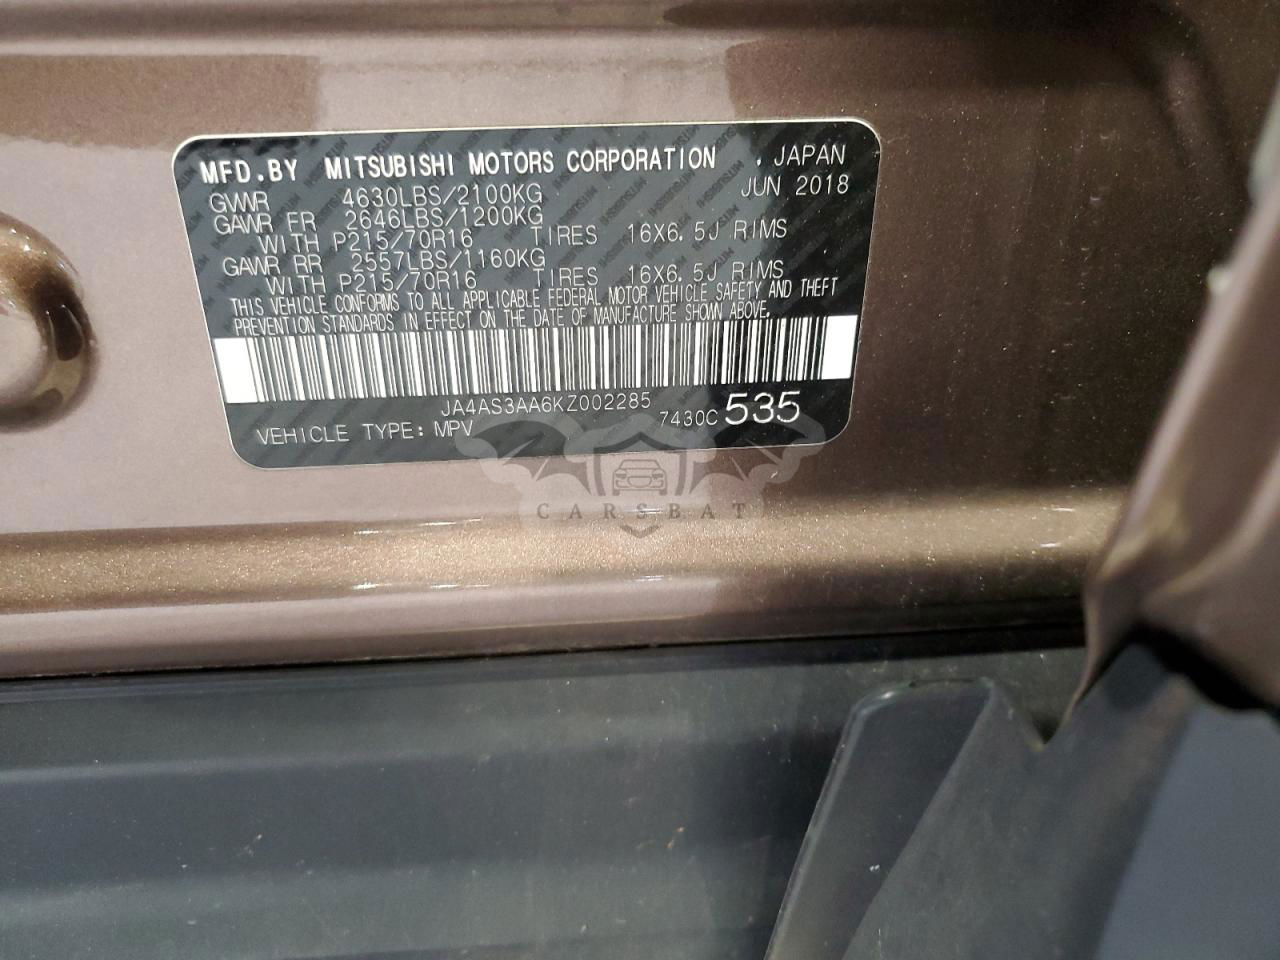 MFD.BY MITSUBISHI MOTORS CORPORATION . JAPAN
GVWR 4630LBS/2100KG JUN 2018
GAWR FR 2646LBS/1200KG
WITH P215/70R16 TIRES 16X6.5J RIMS
GAWR RR 2557LBS/1160KG
WITH P215/70R16 TIRES 16X6.5J RIMS
THIS VEHICLE CONFORMS TO ALL APPLICABLE FEDERAL MOTOR VEHICLE SAFETY AND THEFT
PREVENTION STANDARDS IN EFFECT ON THE DATE OF MANUFACTURE SHOWN ABOVE.
JA4AS3AA6KZ002285
VEHICLE TYPE: MPV 7430C 535
CARSBAT